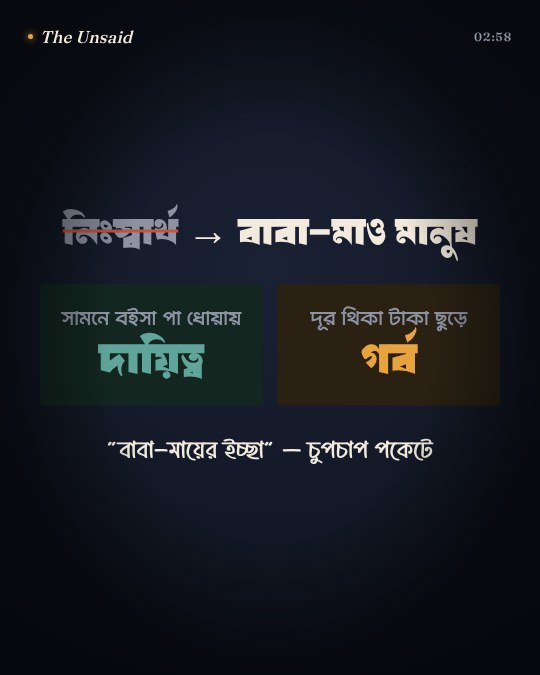 The Unsaid
02:58
নিঃস্বার্থ → বাবা–মাও মানুষ
সামনে বইসা পা ধোয়ায়
দায়িত্ব
দূর থিকা টাকা ছুড়ে
গর্ব
"বাবা–মায়ের ইচ্ছা" — চুপচাপ পকেটে